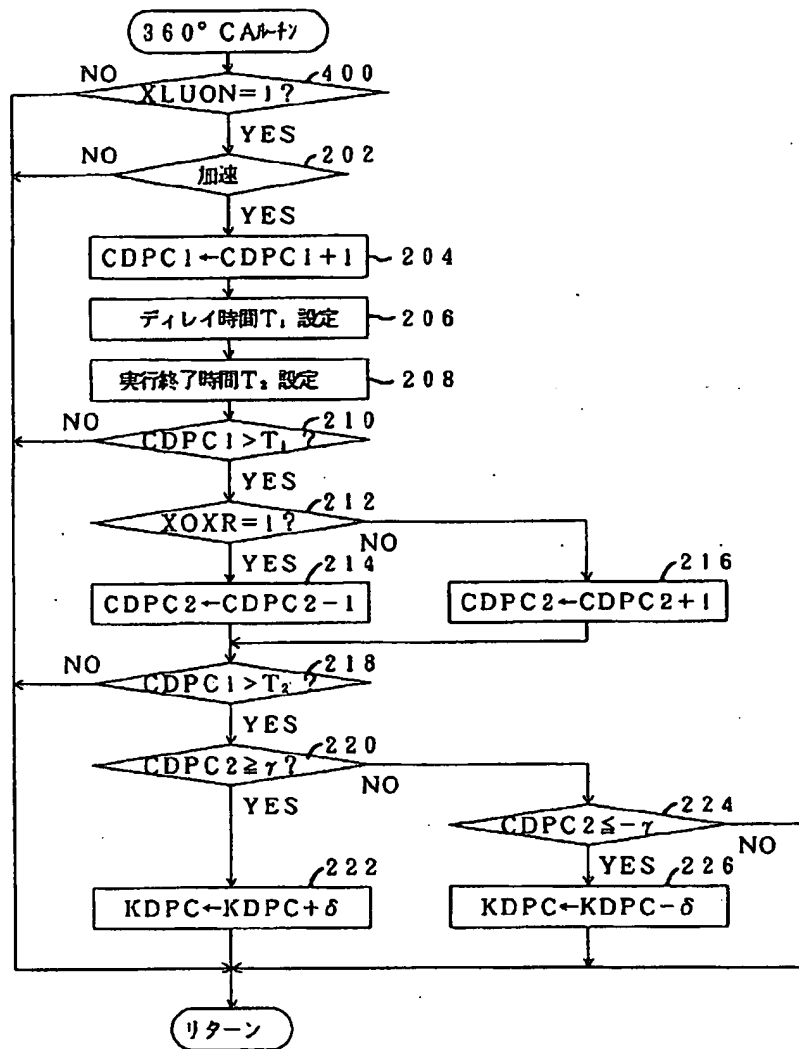 360° CAルーチン
NO
400
XLUON=1?
YES
NO
202
加速
YES
CDPC1←CDPC1+1
204
ディレイ時間T₁ 設定
206
実行終了時間T₂ 設定
208
NO
210
CDPC1>T₁ ?
YES
212
XOXR=1?
NO
YES
214
216
CDPC2←CDPC2-1
CDPC2←CDPC2+1
NO
218
CDPC1>T₂ ?
YES
220
CDPC2≧γ?
NO
YES
224
CDPC2≦-γ
NO
YES
222
226
KDPC←KDPC+δ
KDPC←KDPC-δ
リターン